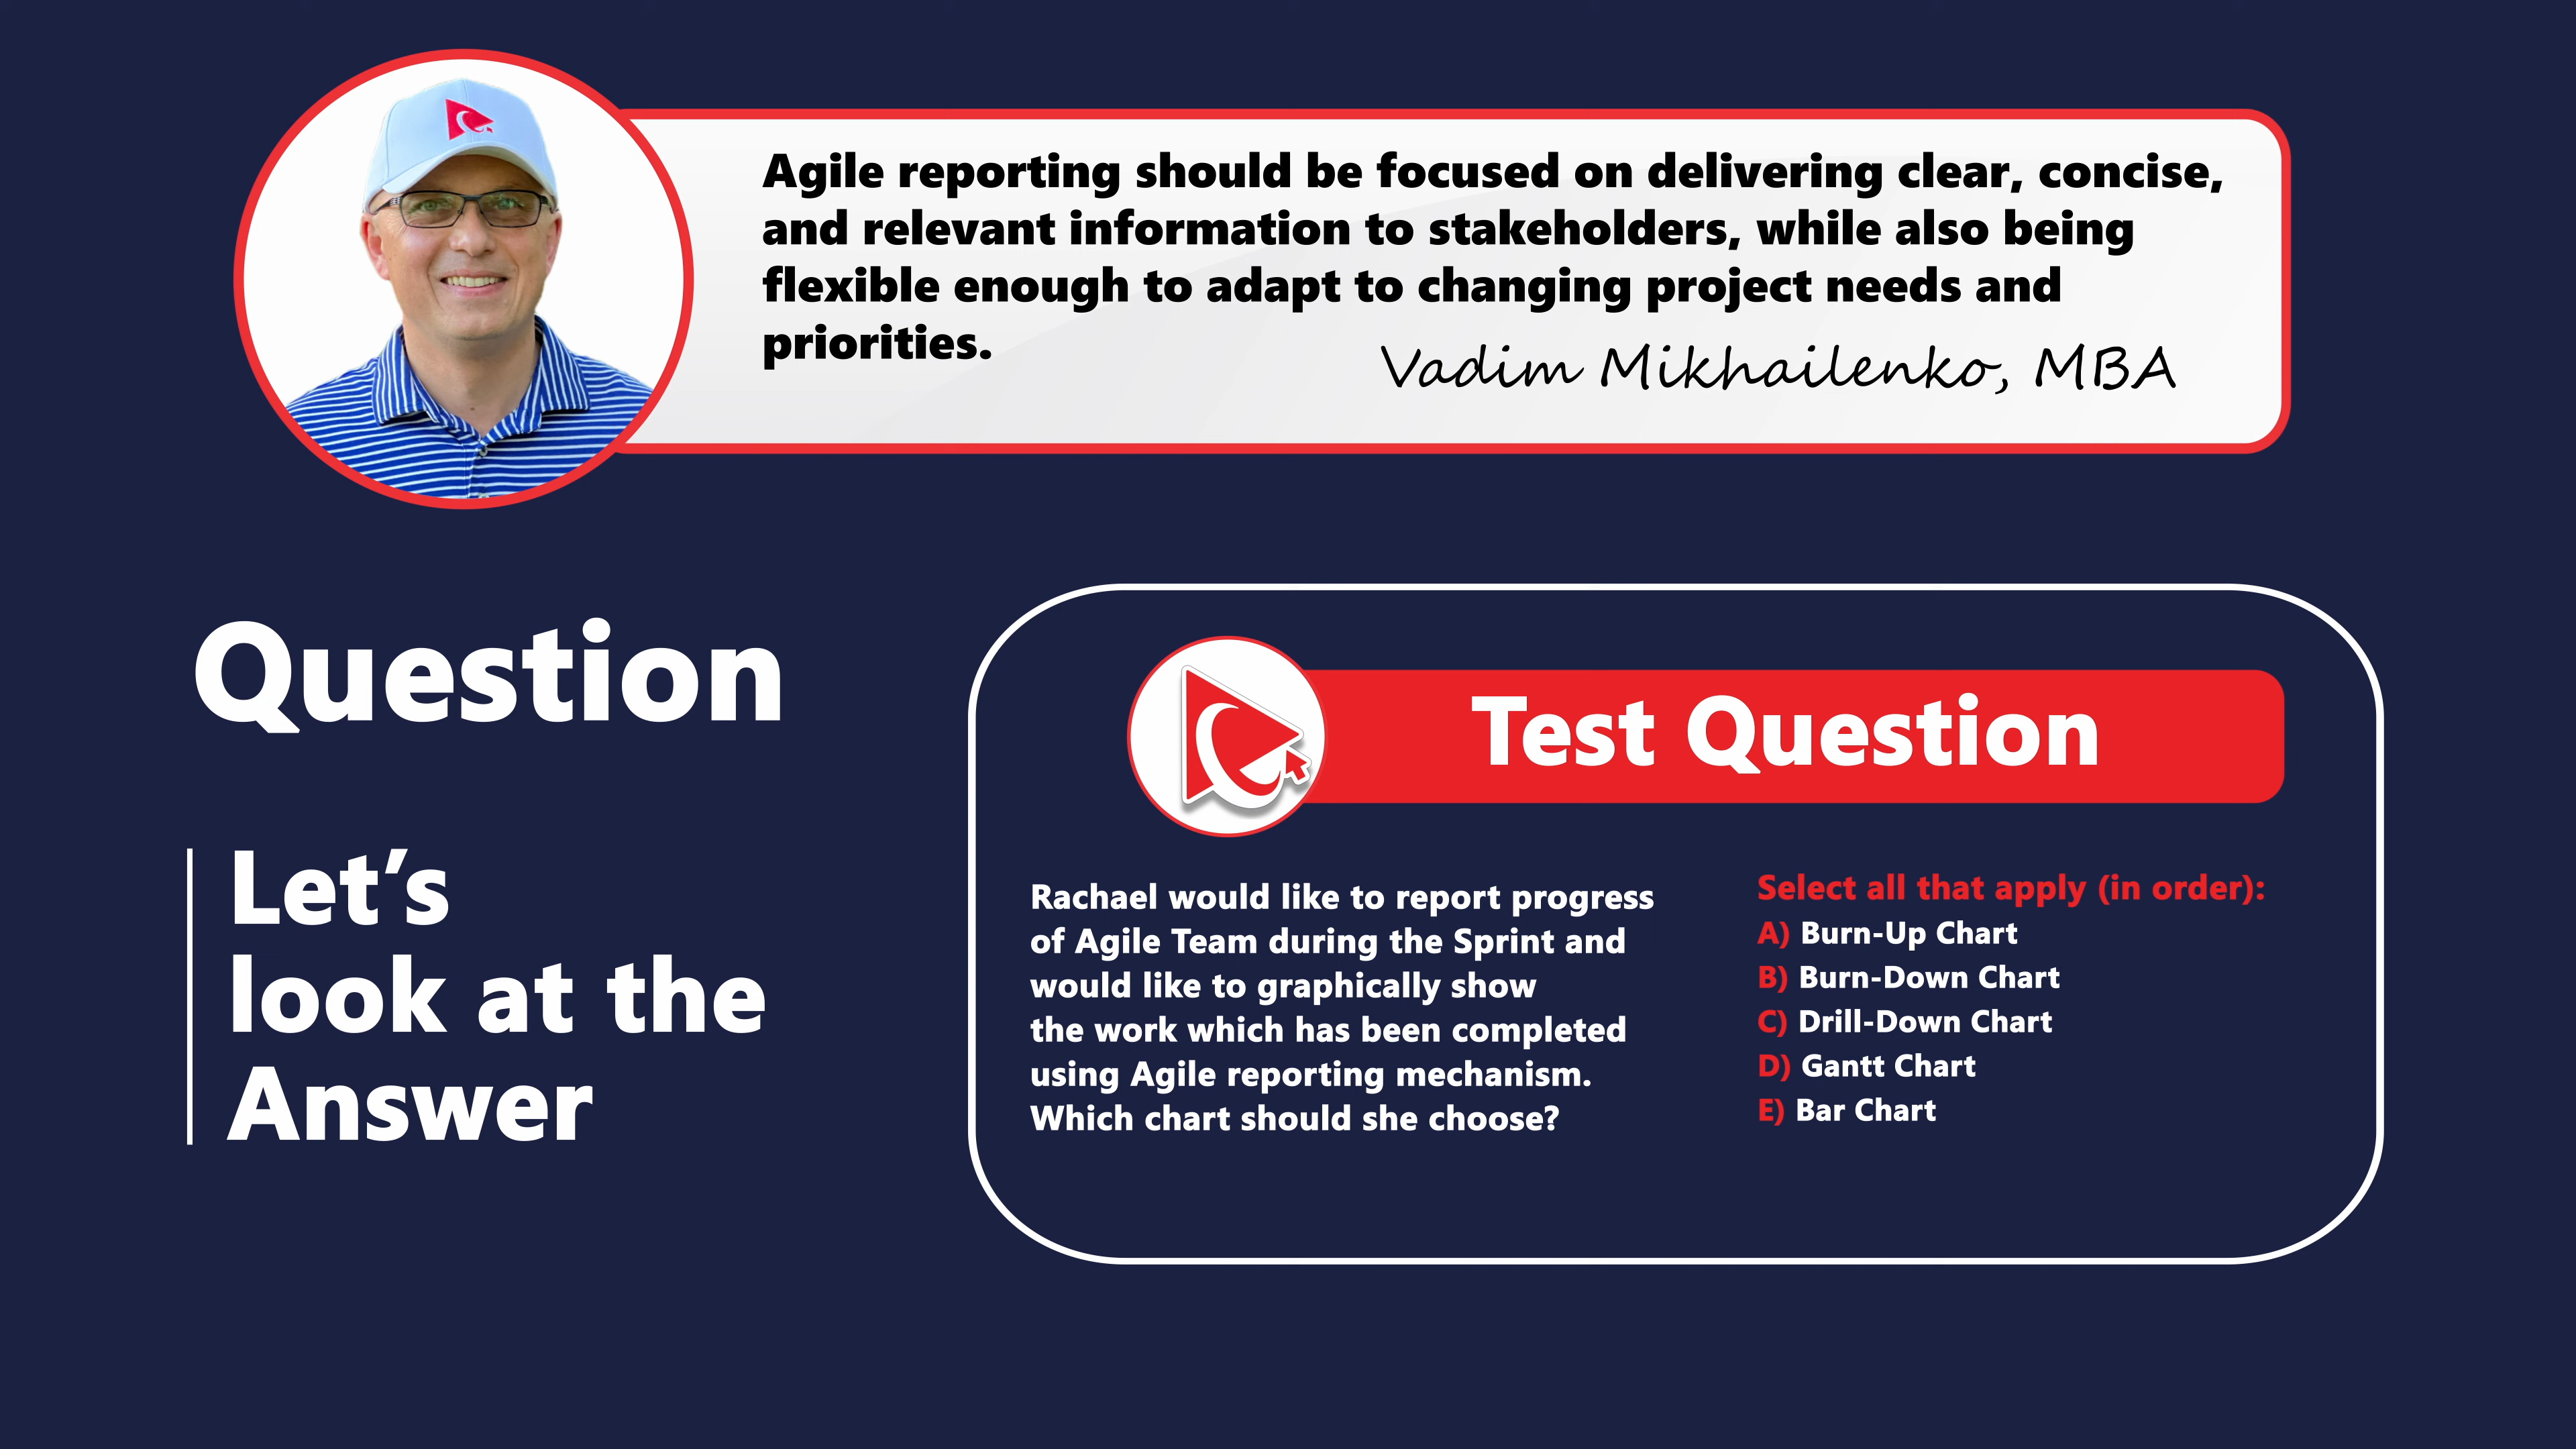 Agile reporting should be focused on delivering clear, concise,
and relevant information to stakeholders, while also being
flexible enough to adapt to changing project needs and
priorities.
Vadim Mikhailenko, MBA
Question
Let’s
look at the
Answer
Test Question
Rachael would like to report progress
of Agile Team during the Sprint and
would like to graphically show
the work which has been completed
using Agile reporting mechanism.
Which chart should she choose?
Select all that apply (in order):
A) Burn-Up Chart
B) Burn-Down Chart
C) Drill-Down Chart
D) Gantt Chart
E) Bar Chart